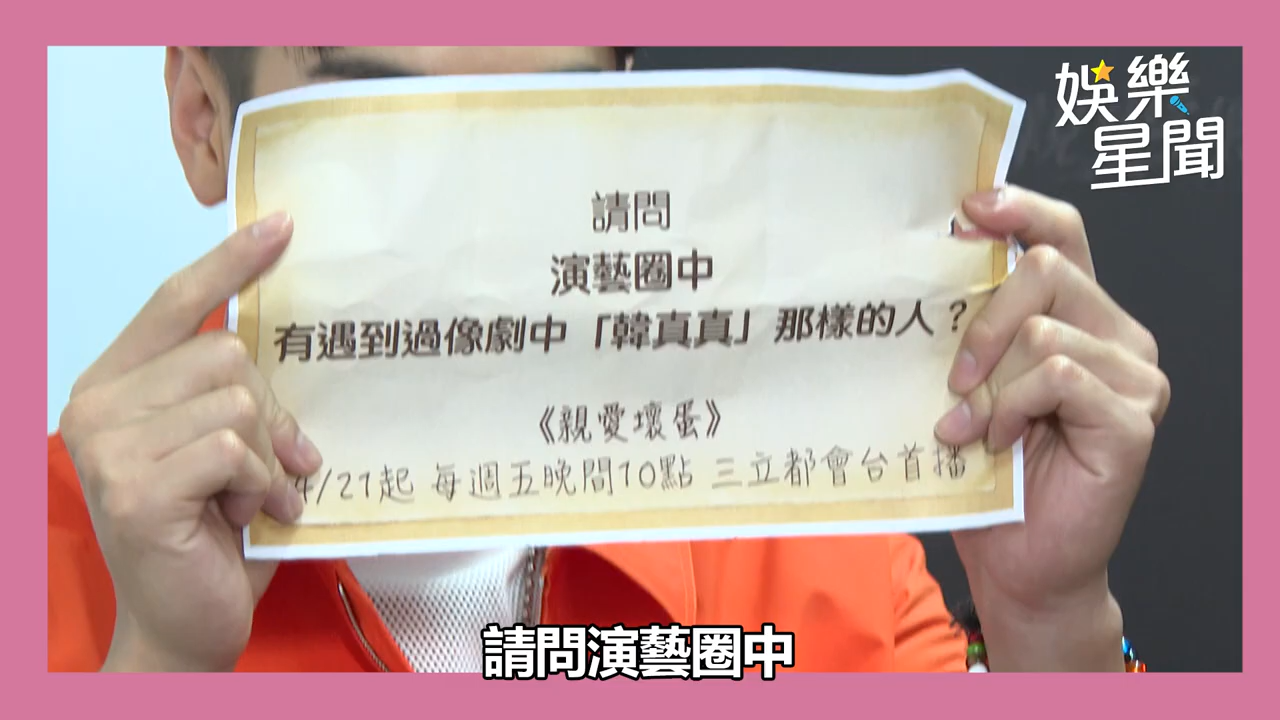 娛樂
星聞
請問
演藝圈中
有遇到過像劇中「韓真真」那樣的人？
《親愛壞蛋》
4/21起 每週五晚間10點 三立都會台首播
請問演藝圈中